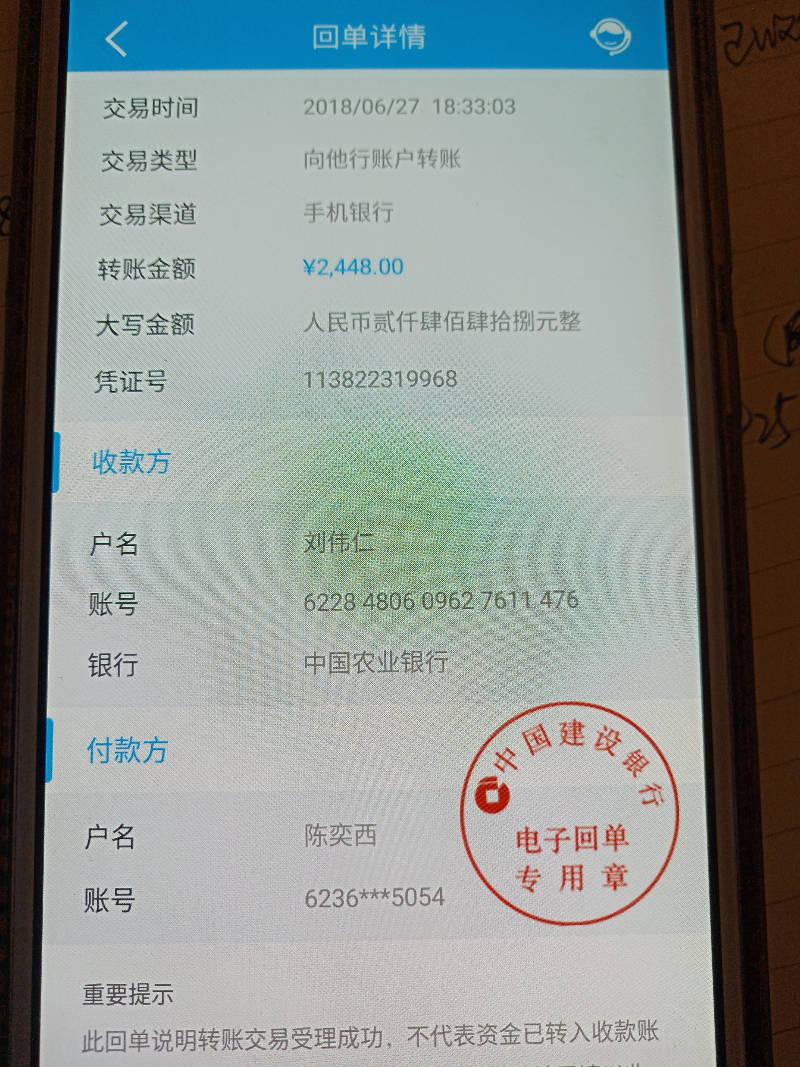 回单详情
交易时间 2018/06/27 18:33:03
交易类型 向他行账户转账
交易渠道 手机银行
转账金额 ¥2,448.00
大写金额 人民币贰仟肆佰肆拾捌元整
凭证号 113822319968
收款方
户名 刘伟仁
账号 6228 4806 0962 7611 476
银行 中国农业银行
付款方
中国建设银行
电子回单
专用章
户名 陈奕西
账号 6236***5054
重要提示
此回单说明转账交易受理成功，不代表资金已转入收款账